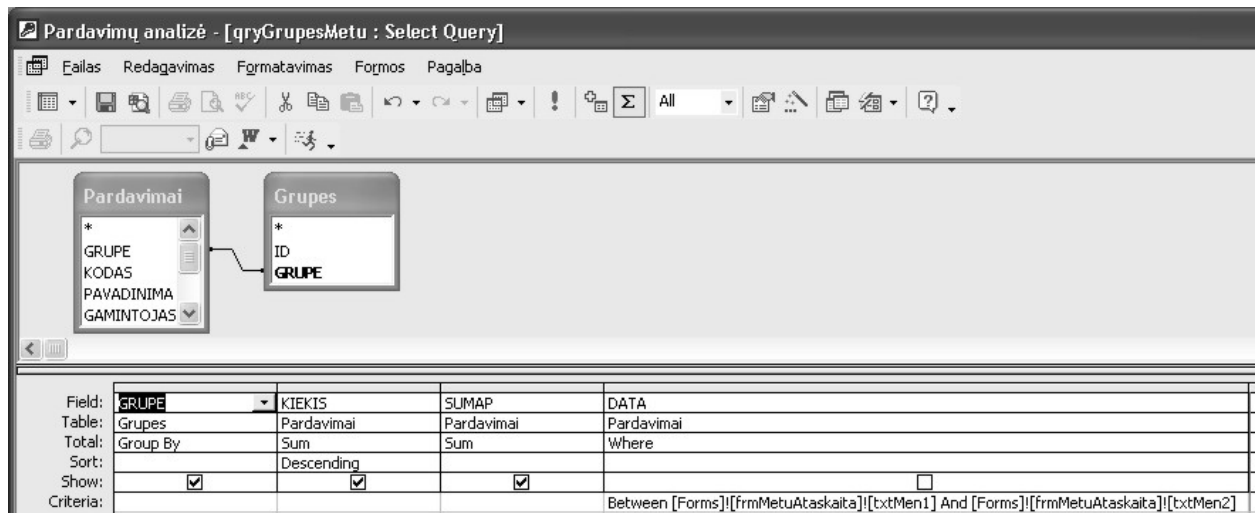 Pardavimų analizė - [qryGrupesMetu : Select Query]
Failas Redagavimas Formatavimas Formos Pagalba
ABC All
W
Pardavimai Grupes
* *
GRUPE ID
KODAS GRUPE
PAVADINIMA
GAMINTOJAS
Field: GRUPE KIEKIS SUMAP DATA
Table: Grupes Pardavimai Pardavimai Pardavimai
Total: Group By Sum Sum Where
Sort: Descending
Show:
Criteria: Between [Forms]![frmMetuAtaskaita]![txtMen1] And [Forms]![frmMetuAtaskaita]![txtMen2]